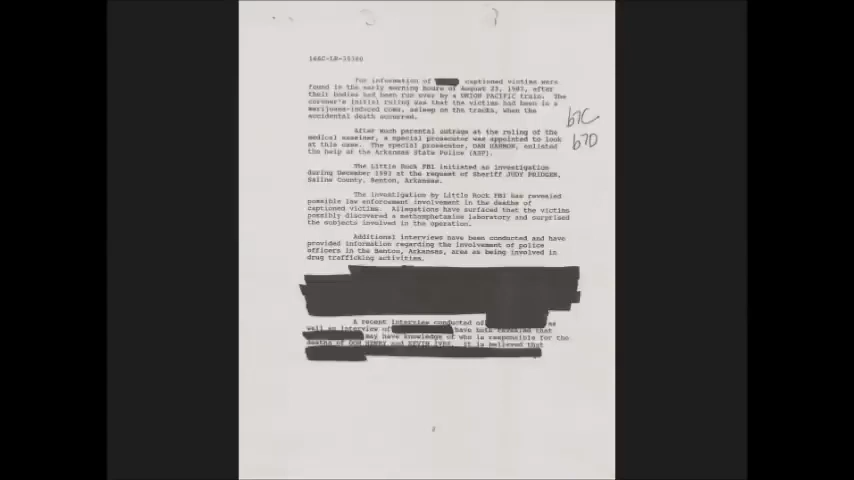 For information of captioned victims were
found in the early morning hours of August 23, 1987, after
their bodies had been run over by a UNION PACIFIC train. The
coroner's initial ruling was that the victims had been in a
marijuana-induced coma, asleep on the tracks, when the
accidental death occurred.
b7C
b7D
After much parental outrage at the ruling of the
medical examiner, a special prosecutor was appointed to look
at this case. The special prosecutor, DAN HARMON, enlisted
the help of the Arkansas State Police (ASP).
The Little Rock FBI initiated an investigation
during December 1993 at the request of Sheriff JUDY PRIDGEN,
Saline County, Benton, Arkansas.
The investigation by Little Rock FBI has revealed
possible law enforcement involvement in the deaths of
captioned victims. Allegations have surfaced that the victims
possibly discovered a methamphetamine laboratory and surprised
the subjects involved in the operation.
Additional interviews have been conducted and have
provided information regarding the involvement of police
officers in the Benton, Arkansas, area as being involved in
drug trafficking activities.
A recent interview conducted of as
well as interview of have both revealed that
may have knowledge of who is responsible for the
deaths of DON HENRY and KEVIN IVES. It is believed that
2